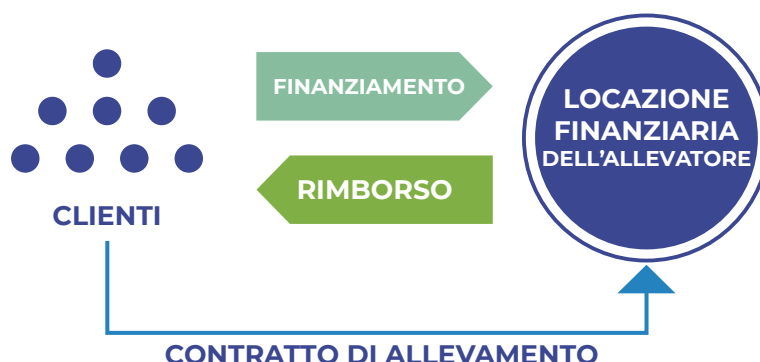 FINANZIAMENTO
LOCAZIONE
FINANZIARIA
DELL'ALLEVATORE
RIMBORSO
CLIENTI
CONTRATTO DI ALLEVAMENTO